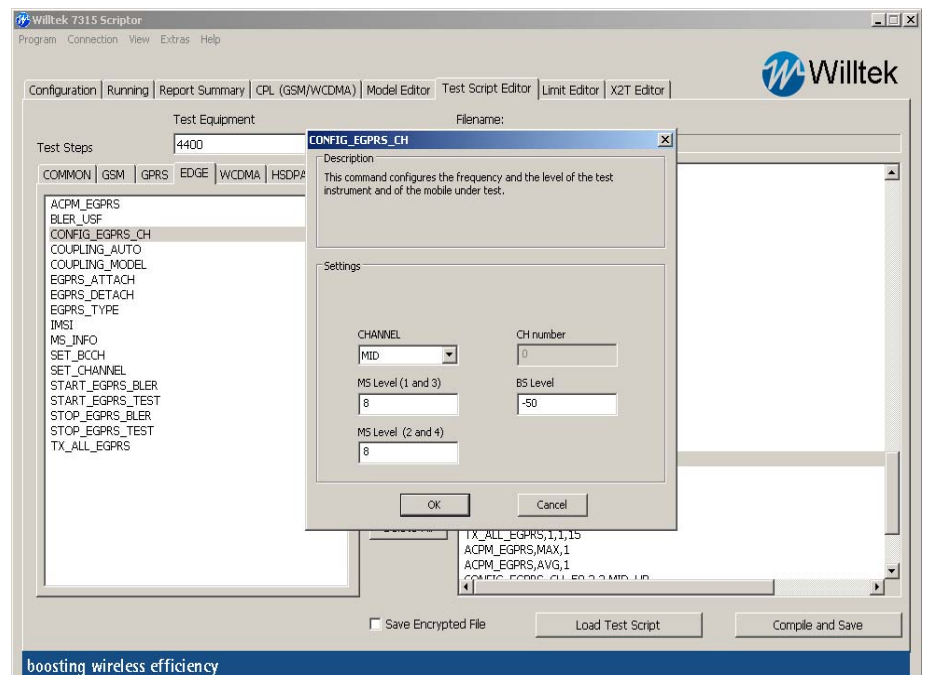 Willtek 7315 Scriptor
Program Connection View Extras Help
Willtek
Configuration Running Report Summary CPL (GSM/WCDMA) Model Editor Test Script Editor Limit Editor X2T Editor
Test Equipment
Filename:
Test Steps
4400
COMMON GSM GPRS EDGE WCDMA HSDPA
ACPM_EGPRS
BLER_USF
CONFIG_EGPRS_CH
COUPLING_AUTO
COUPLING_MODEL
EGPRS_ATTACH
EGPRS_DETACH
EGPRS_TYPE
IMSI
MS_INFO
SET_BCCH
SET_CHANNEL
START_EGPRS_BLER
START_EGPRS_TEST
STOP_EGPRS_BLER
STOP_EGPRS_TEST
TX_ALL_EGPRS
CONFIG_EGPRS_CH
Description
This command configures the frequency and the level of the test
instrument and of the mobile under test.
Settings
CHANNEL
CH number
MID
0
MS Level (1 and 3)
BS Level
8
-50
MS Level (2 and 4)
8
OK
Cancel
TX_ALL_EGPRS,1,1,15
ACPM_EGPRS,MAX,1
ACPM_EGPRS,AVG,1
Save Encrypted File
Load Test Script
Compile and Save
boosting wireless efficiency